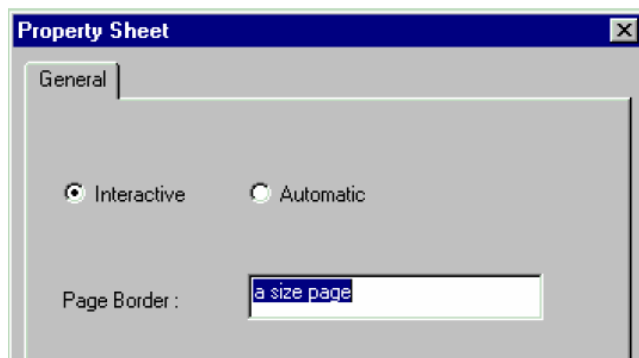 Property Sheet
General
Interactive Automatic
Page Border : a size page